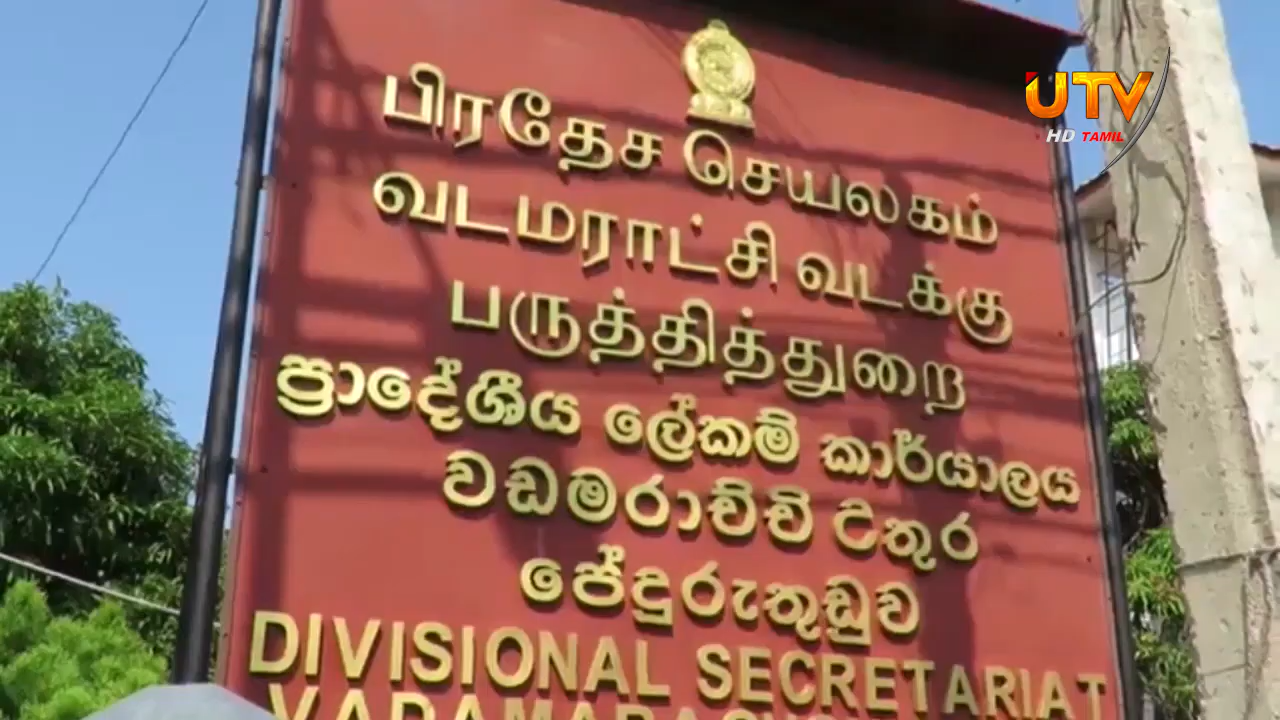 UTV
HD TAMIL
பிரதேச செயலகம்
வடமராட்சி வடக்கு
பருத்தித்துறை
ප්‍රාදේශීය ලේකම් කාර්යාලය
වඩමරාච්චි උතුර
පේදුරුතුඩුව
DIVISIONAL SECRETARIAT